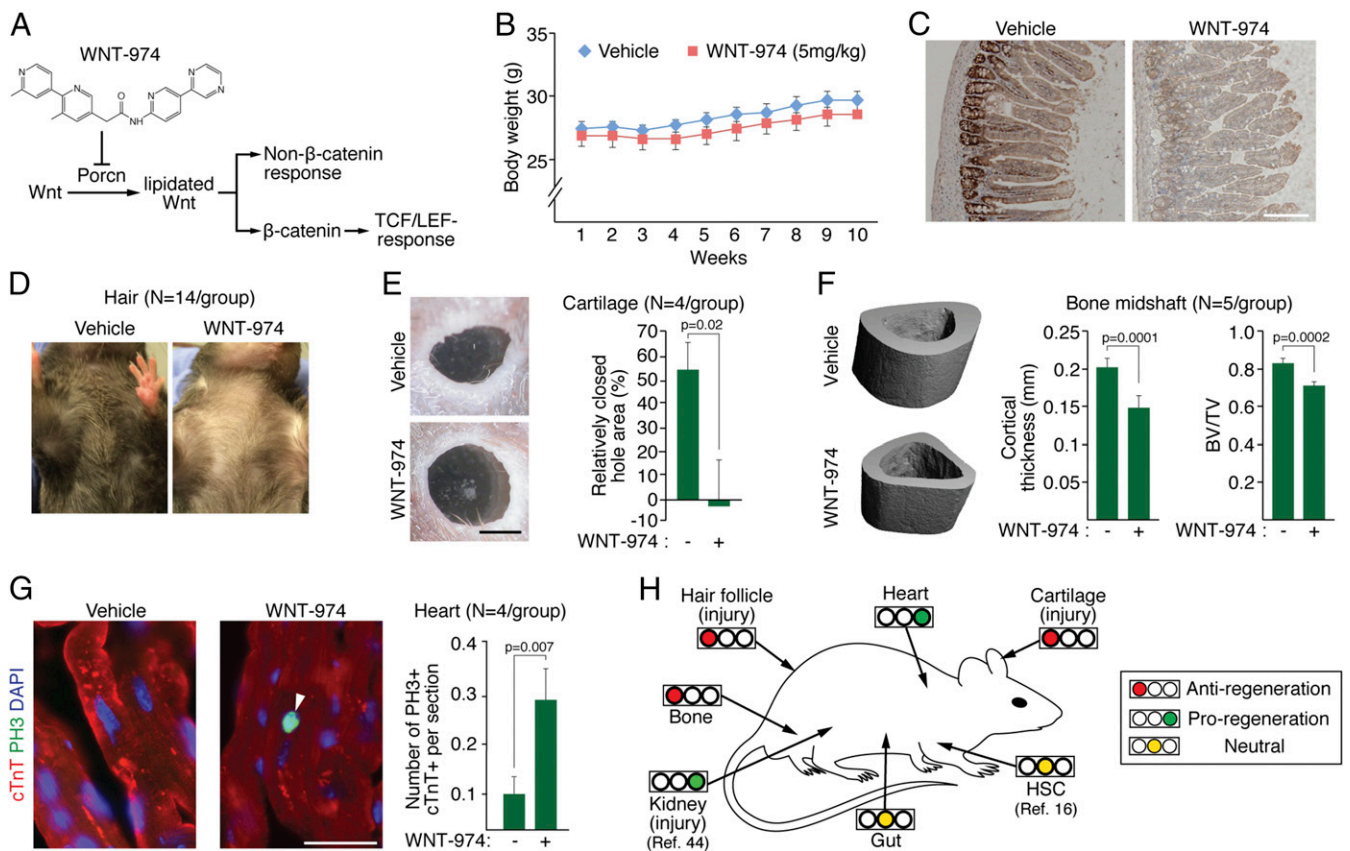 A
WNT-974
N
N
N
N
N
N
O
NH
Porcn
Wnt
lipidated
Wnt
Non-β-catenin
response
β-catenin
TCF/LEF-
response
B
Vehicle
WNT-974 (5mg/kg)
Body weight (g)
30
25
1 2 3 4 5 6 7 8 9 10
Weeks
C
Vehicle
WNT-974
D
Hair (N=14/group)
Vehicle
WNT-974
E
Vehicle
WNT-974
Cartilage (N=4/group)
p=0.02
Relatively closed
hole area (%)
70
60
50
40
30
20
10
0
-10
WNT-974 : - +
F
Vehicle
WNT-974
Bone midshaft (N=5/group)
p=0.0001
Cortical
thickness (mm)
0.2
0.15
0.1
0.05
WNT-974 : - +
p=0.0002
BV/TV
1.0
0.8
0.6
0.4
0.2
WNT-974 : - +
G
Vehicle
WNT-974
cTnT PH3 DAPI
Heart (N=4/group)
p=0.007
Number of PH3+
cTnT+ per section
0.4
0.3
0.2
0.1
WNT-974: - +
H
Hair follicle
(injury)
Heart
Cartilage
(injury)
Bone
Kidney
(injury)
(Ref. 44)
Gut
HSC
(Ref. 16)
Anti-regeneration
Pro-regeneration
Neutral